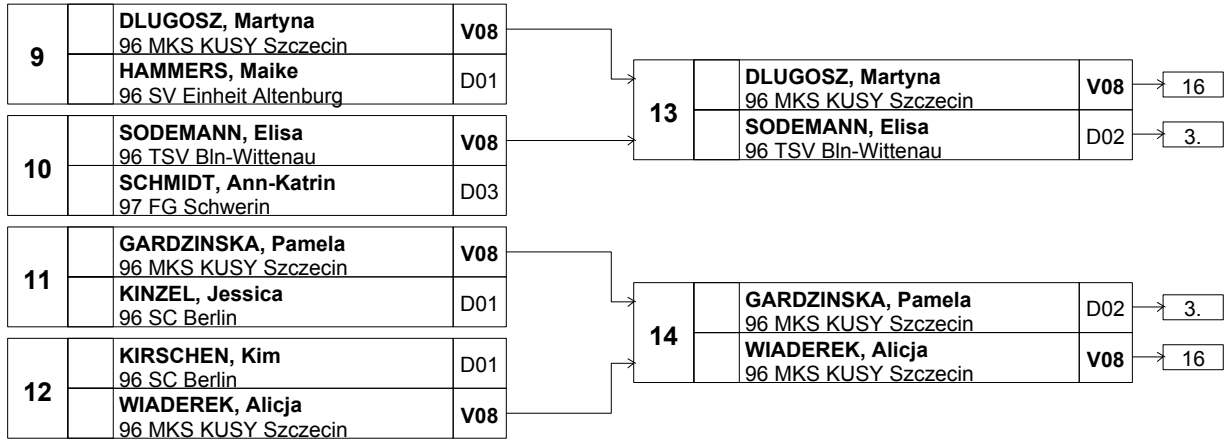 9
DLUGOSZ, Martyna
96 MKS KUSY Szczecin
V08
HAMMERS, Maike
96 SV Einheit Altenburg
D01
10
SODEMANN, Elisa
96 TSV Bln-Wittenau
V08
SCHMIDT, Ann-Katrin
97 FG Schwerin
D03
11
GARDZINSKA, Pamela
96 MKS KUSY Szczecin
V08
KINZEL, Jessica
96 SC Berlin
D01
12
KIRSCHEN, Kim
96 SC Berlin
D01
WIADEREK, Alicja
96 MKS KUSY Szczecin
V08
13
DLUGOSZ, Martyna
96 MKS KUSY Szczecin
V08
16
SODEMANN, Elisa
96 TSV Bln-Wittenau
D02
3.
14
GARDZINSKA, Pamela
96 MKS KUSY Szczecin
D02
3.
WIADEREK, Alicja
96 MKS KUSY Szczecin
V08
16